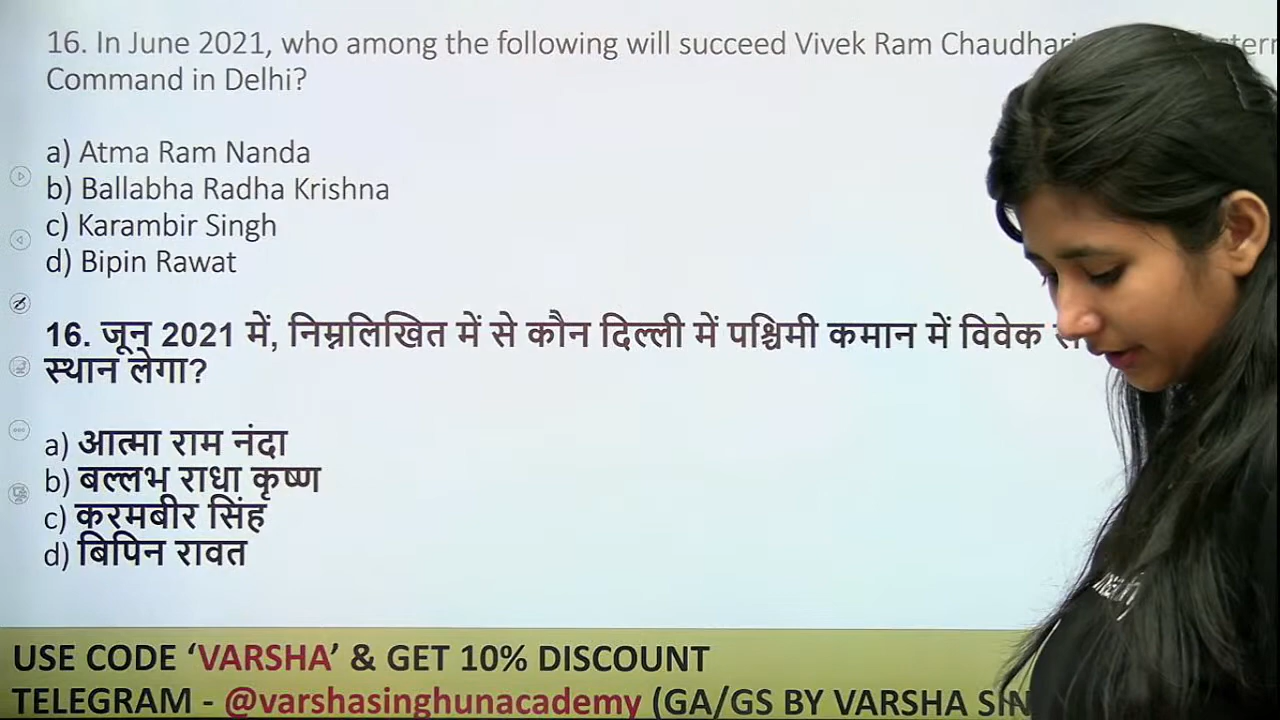 16. In June 2021, who among the following will succeed Vivek Ram Chaudhari
Command in Delhi?
a) Atma Ram Nanda
b) Ballabha Radha Krishna
c) Karambir Singh
d) Bipin Rawat
16. जून 2021 में, निम्नलिखित में से कौन दिल्ली में पश्चिमी कमान में विवेक
स्थान लेगा?
a) आत्मा राम नंदा
b) बल्लभ राधा कृष्ण
c) करमबीर सिंह
d) बिपिन रावत
USE CODE ‘VARSHA’ & GET 10% DISCOUNT
TELEGRAM - @varshasinghunacademy (GA/GS BY VARSHA